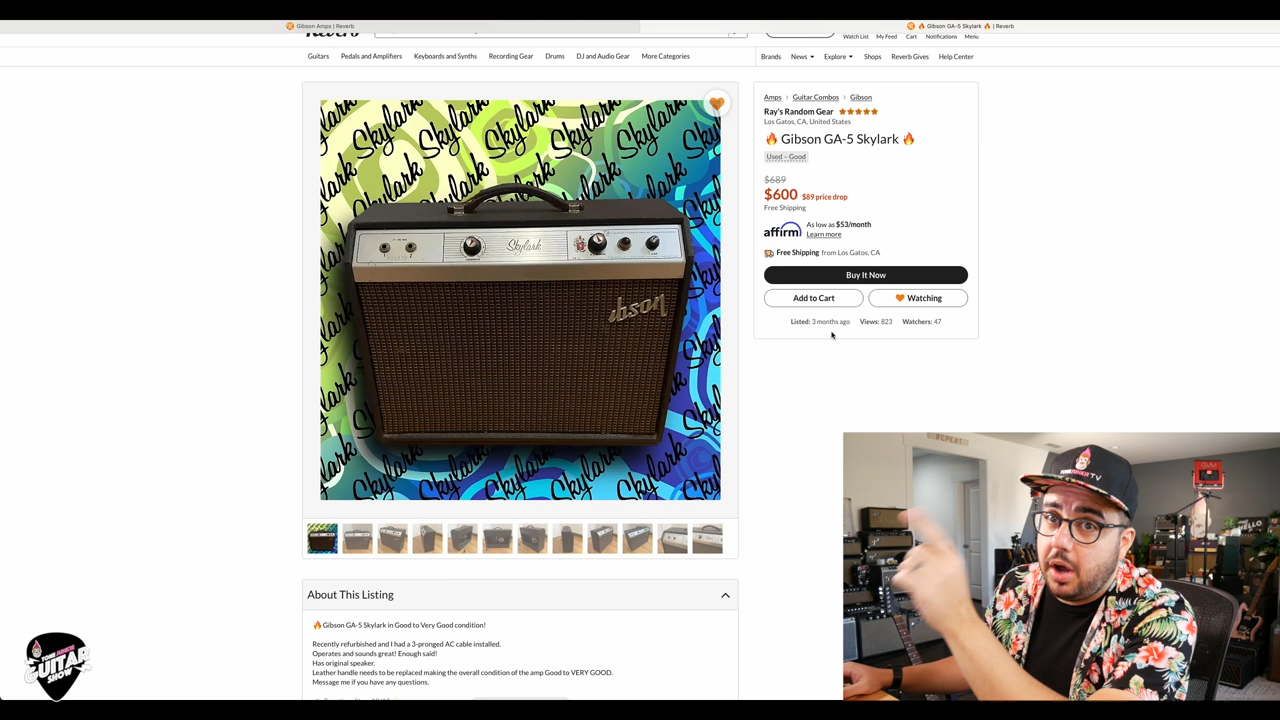 Gibson Amps | Reverb
🔥 Gibson GA-5 Skylark 🔥 | Reverb
Watch List My Feed Cart Notifications Menu
Guitars Pedals and Amplifiers Keyboards and Synths Recording Gear Drums DJ and Audio Gear More Categories
Brands News Explore Shops Reverb Gives Help Center
Amps > Guitar Combos > Gibson
Ray's Random Gear
Los Gatos, CA, United States
🔥 Gibson GA-5 Skylark 🔥
Used – Good
$689
$600 $89 price drop
Free Shipping
affirm As low as $53/month
Learn more
Free Shipping from Los Gatos, CA
Buy It Now
Add to Cart
Watching
Listed: 3 months ago Views: 823 Watchers: 47
Skylark
Skylark
ibson
About This Listing
🔥 Gibson GA-5 Skylark in Good to Very Good condition!
Recently refurbished and I had a 3-pronged AC cable installed.
Operates and sounds great! Enough said!
Has original speaker.
Leather handle needs to be replaced making the overall condition of the amp Good to VERY GOOD.
Message me if you have any questions.
REPENT
TV
GVM
HELLO
GUITAR
SHOW